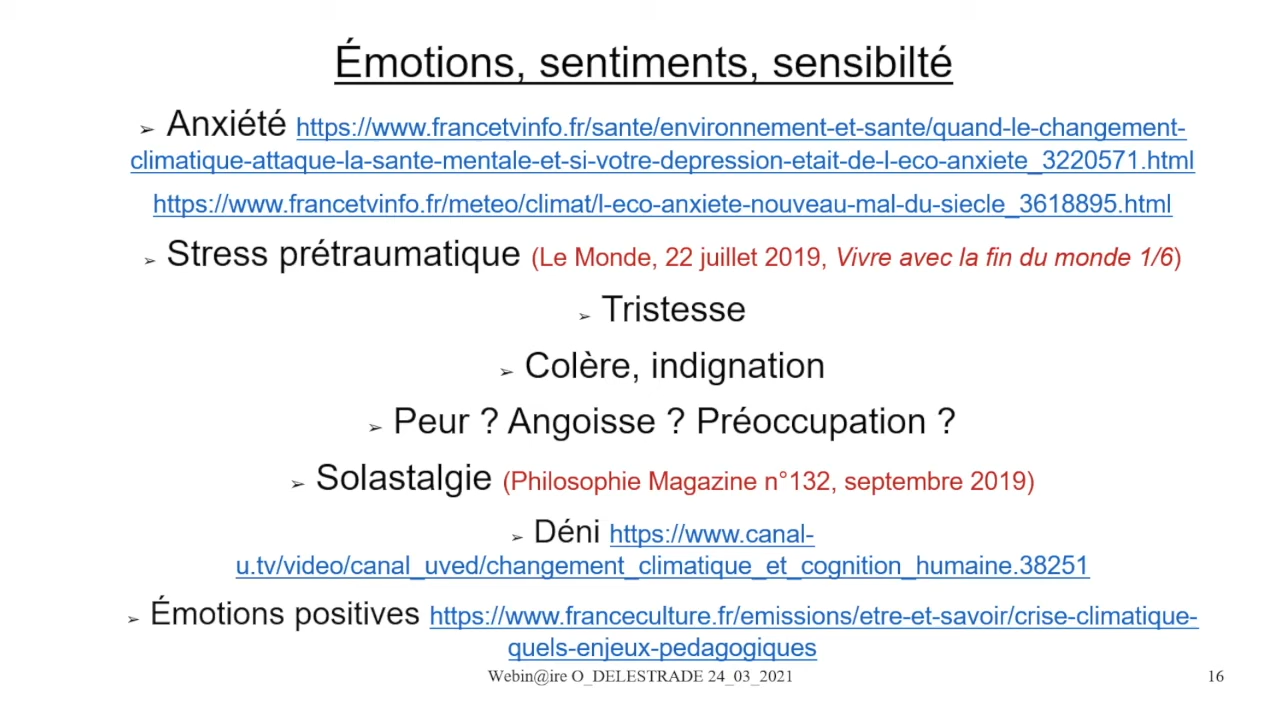 Émotions, sentiments, sensibilté
➢ Anxiété https://www.francetvinfo.fr/sante/environnement-et-sante/quand-le-changement-
climatique-attaque-la-sante-mentale-et-si-votre-depression-etait-de-l-eco-anxiete_3220571.html
https://www.francetvinfo.fr/meteo/climat/l-eco-anxiete-nouveau-mal-du-siecle_3618895.html
➢ Stress prétraumatique (Le Monde, 22 juillet 2019, Vivre avec la fin du monde 1/6)
➢ Tristesse
➢ Colère, indignation
➢ Peur ? Angoisse ? Préoccupation ?
➢ Solastalgie (Philosophie Magazine n°132, septembre 2019)
➢ Déni https://www.canal-
u.tv/video/canal_uved/changement_climatique_et_cognition_humaine.38251
➢ Émotions positives https://www.franceculture.fr/emissions/etre-et-savoir/crise-climatique-
quels-enjeux-pedagogiques
Webin@ire O_DELESTRADE 24_03_2021
16